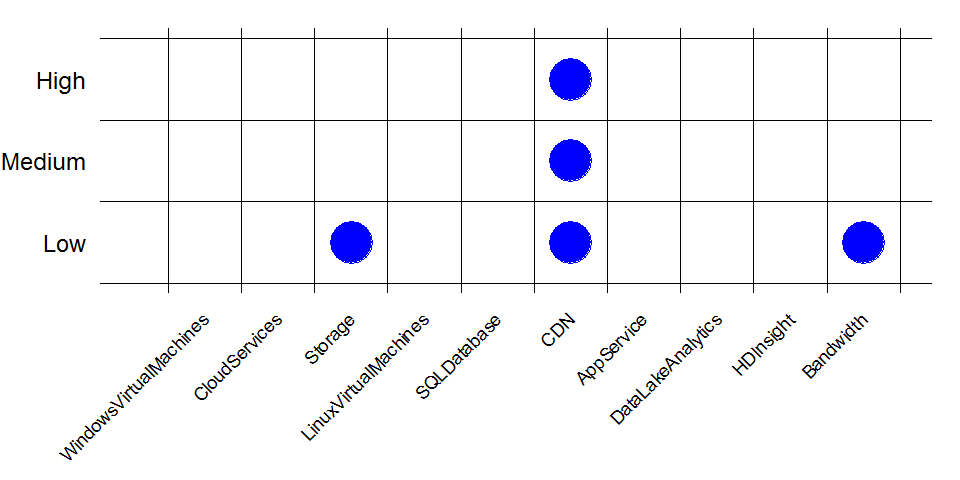 High
Medium
Low
WindowsVirtualMachines
CloudServices
Storage
LinuxVirtualMachines
SQLDatabase
CDN
AppService
DataLakeAnalytics
HDInsight
Bandwidth